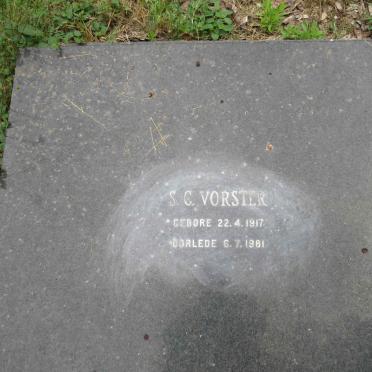 S. C. VORSTER
GEBORE 22.4.1917
OORLEDE 6.7.1981